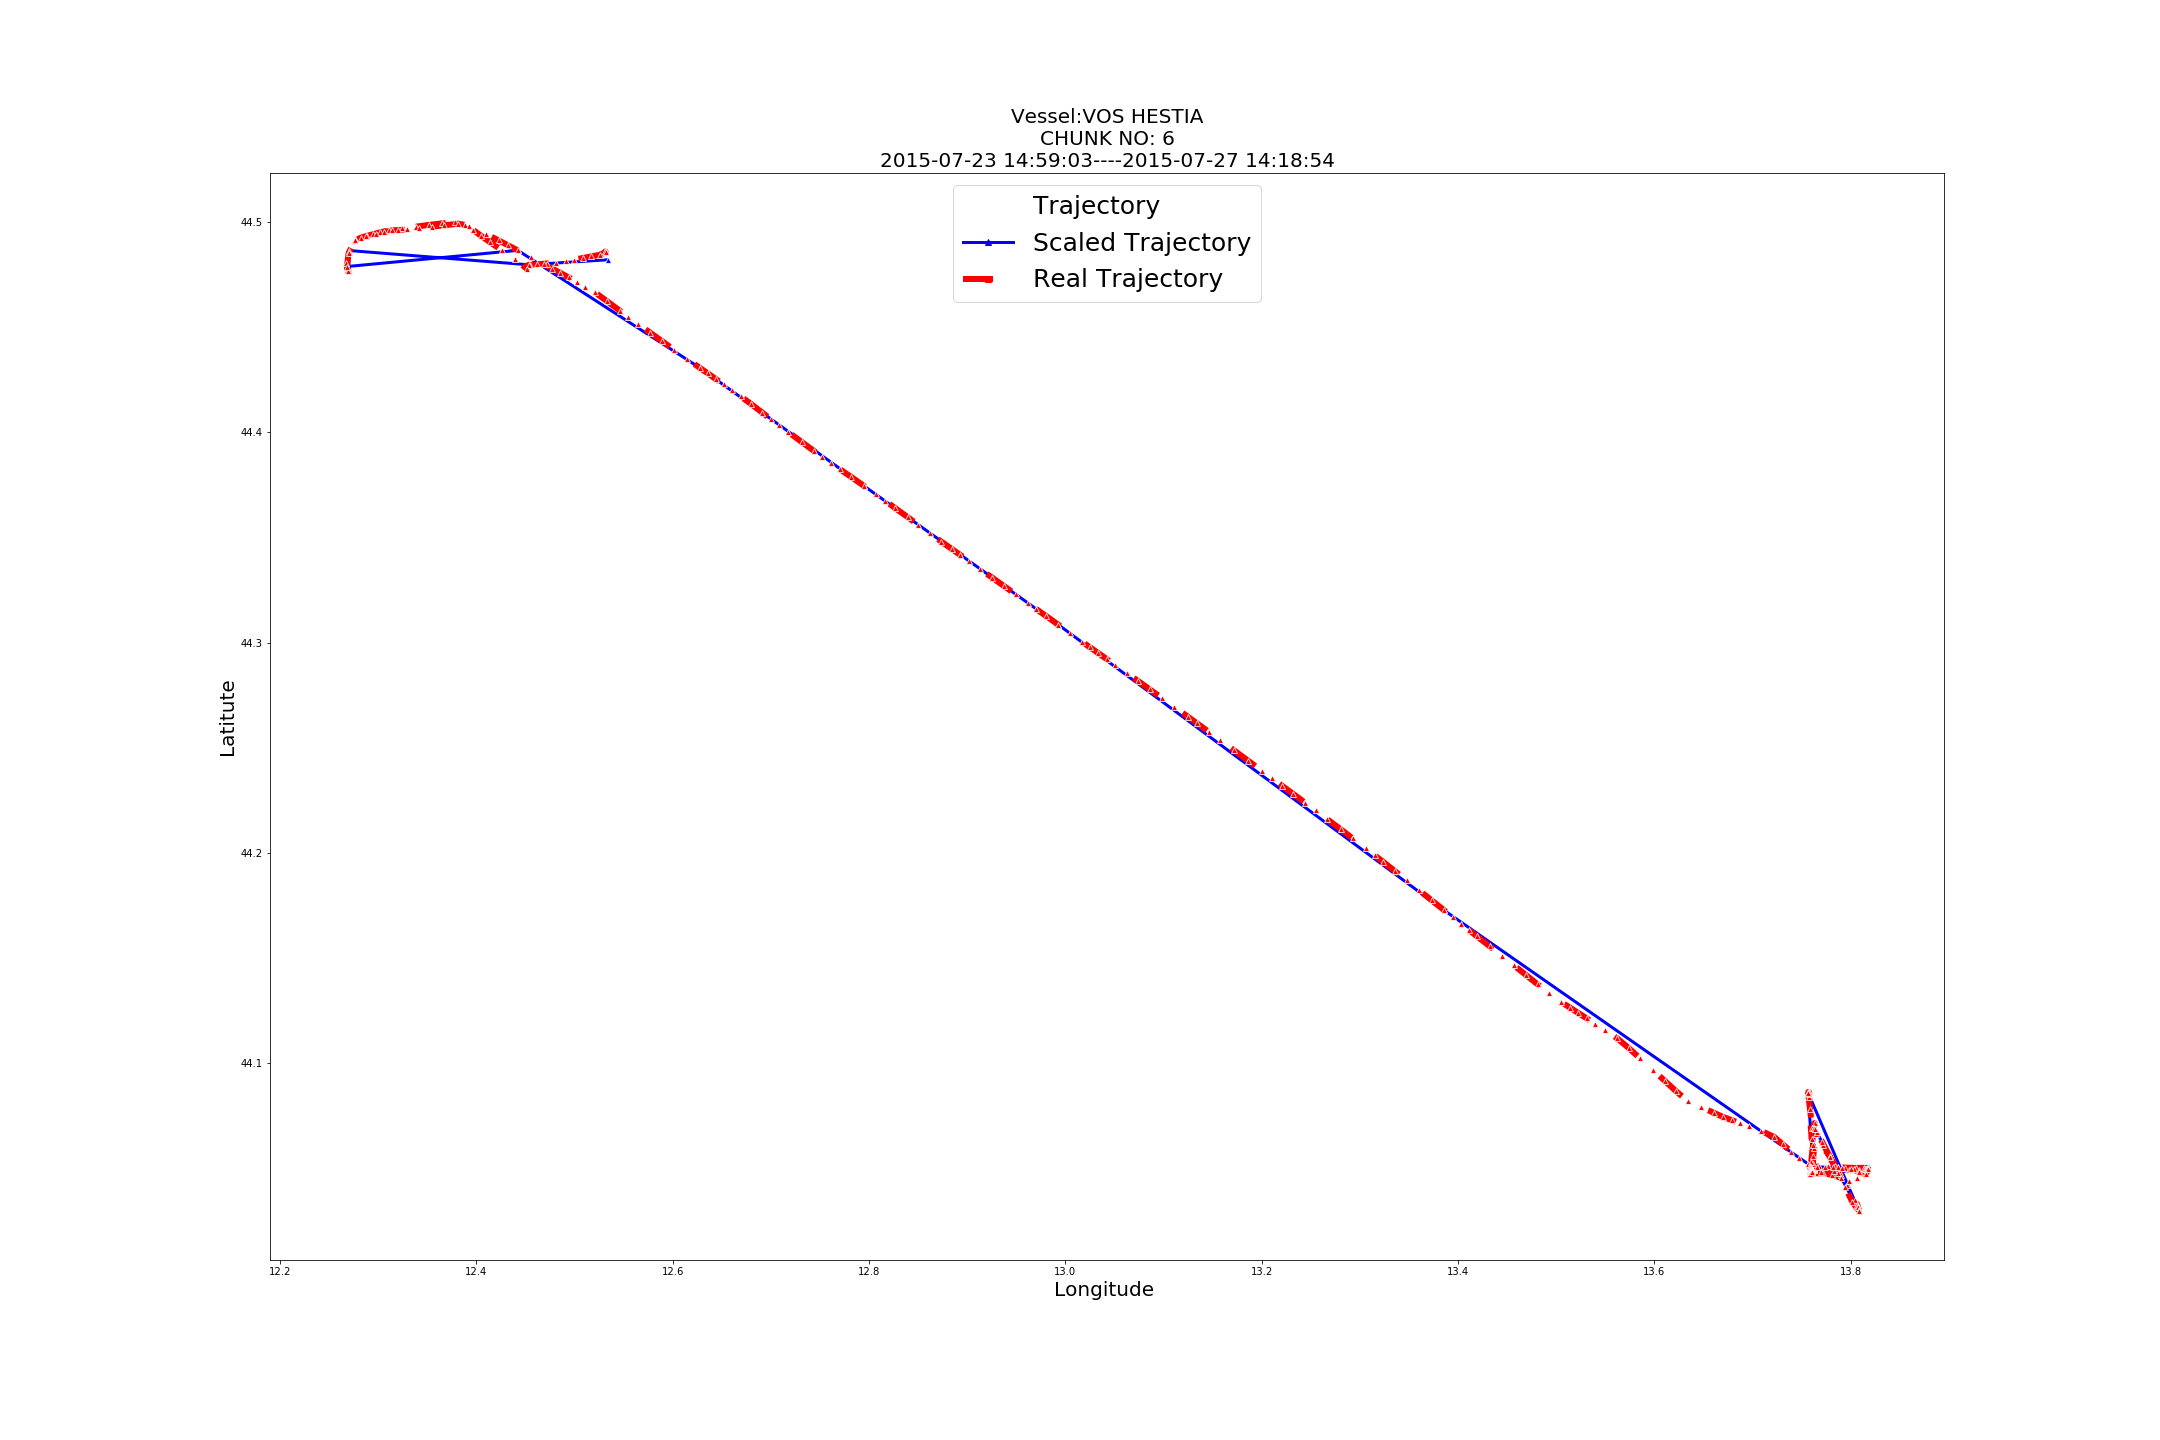 Vessel:VOS HESTIA
CHUNK NO: 6
2015-07-23 14:59:03----2015-07-27 14:18:54
Trajectory
Scaled Trajectory
Real Trajectory
44.5
44.4
44.3
44.2
44.1
Latitute
12.2 12.4 12.6 12.8 13.0 13.2 13.4 13.6 13.8
Longitude